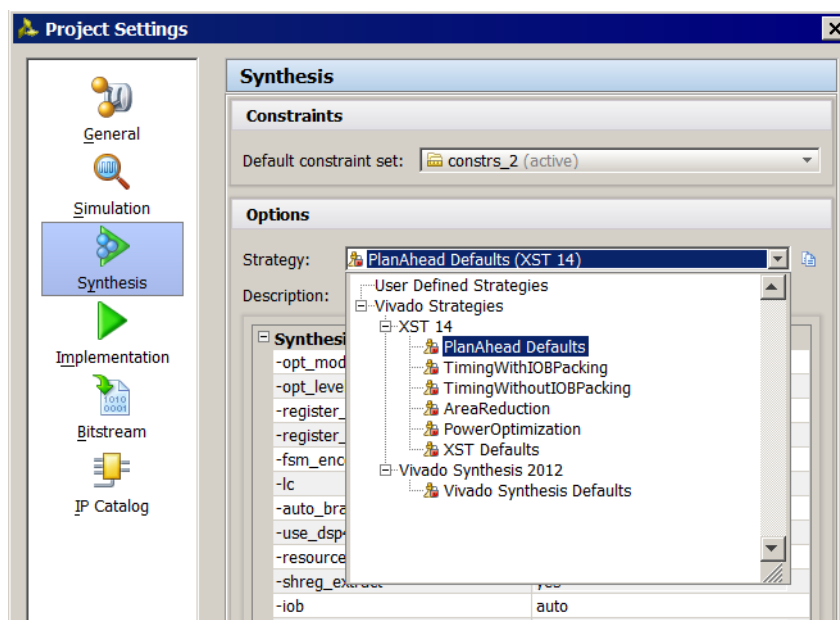 Project Settings
General
Simulation
Synthesis
Implementation
1010
0001
Bitstream
IP Catalog
Synthesis
Constraints
Default constraint set: constrs_2 (active)
Options
Strategy: PlanAhead Defaults (XST 14)
Description:
User Defined Strategies
Vivado Strategies
XST 14
PlanAhead Defaults
TimingWithIOBPacking
TimingWithoutIOBPacking
AreaReduction
PowerOptimization
XST Defaults
Vivado Synthesis 2012
Vivado Synthesis Defaults
Synthesi
-opt_mod
-opt_leve
-register_
-register_
-fsm_enc
-lc
-auto_bra
-use_dsp
-resource
-shreg_extract yes
-iob auto